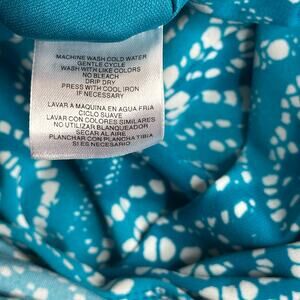 MACHINE WASH COLD WATER
GENTLE CYCLE
WASH WITH LIKE COLORS
NO BLEACH
DRIP DRY
PRESS WITH COOL IRON
IF NECESSARY
LAVAR A MAQUINA EN AGUA FRIA
CICLO SUAVE
LAVAR CON COLORES SIMILARES
NO UTILIZAR BLANQUEADOR
SECAR AL AIRE
PLANCHAR CON PLANCHA TIBIA
SI ES NECESARIO